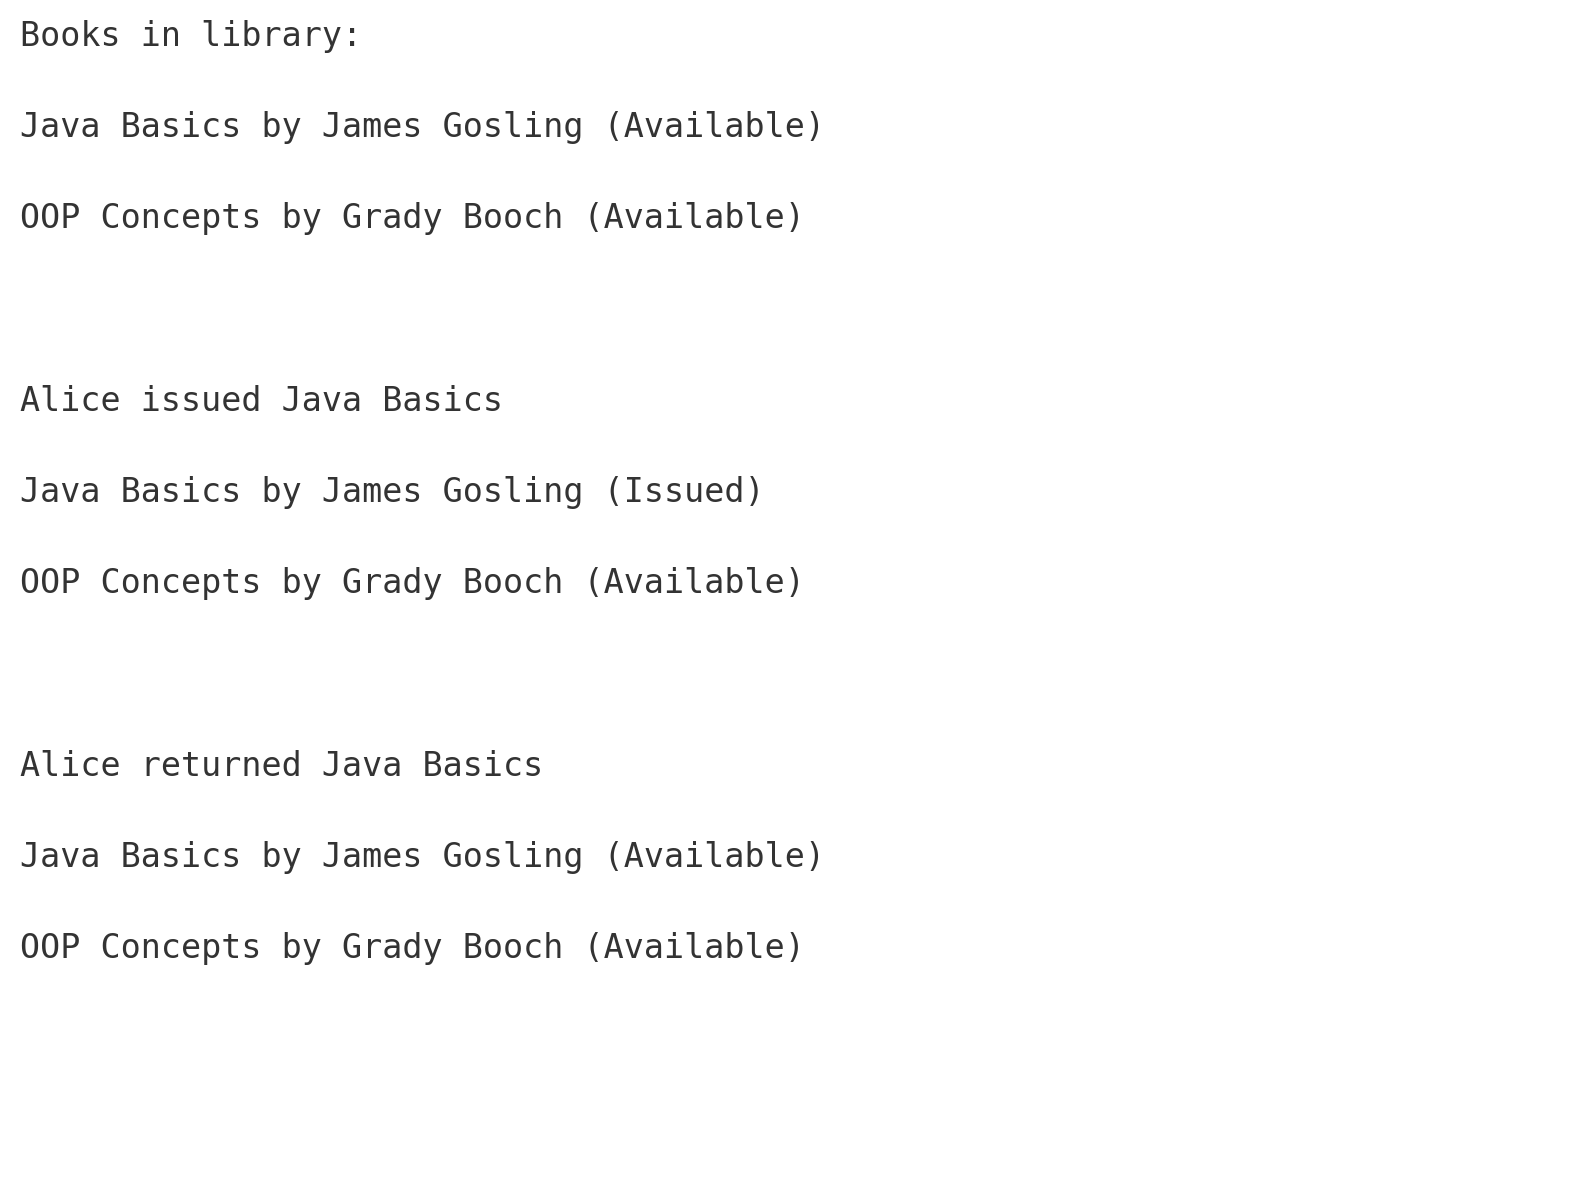 Books in library:
Java Basics by James Gosling (Available)
OOP Concepts by Grady Booch (Available)
Alice issued Java Basics
Java Basics by James Gosling (Issued)
OOP Concepts by Grady Booch (Available)
Alice returned Java Basics
Java Basics by James Gosling (Available)
OOP Concepts by Grady Booch (Available)